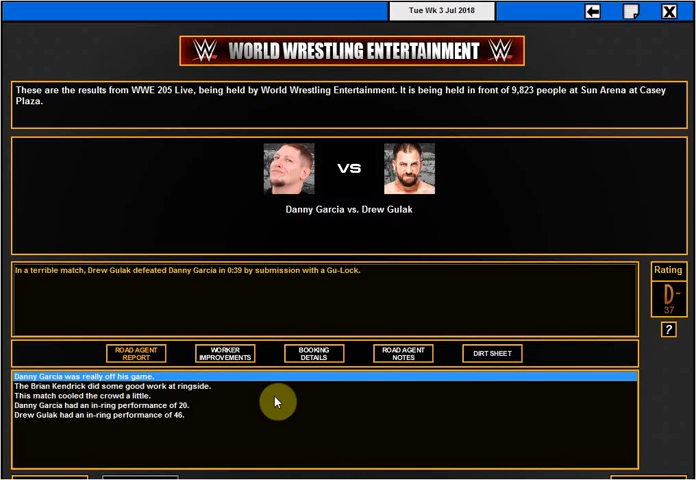 Tue Wk 3 Jul 2018
W WORLD WRESTLING ENTERTAINMENT W
These are the results from WWE 205 Live, being held by World Wrestling Entertainment. It is being held in front of 9,823 people at Sun Arena at Casey
Plaza.
VS
Danny Garcia vs. Drew Gulak
In a terrible match, Drew Gulak defeated Danny Garcia in 0:39 by submission with a Gu-Lock.
Rating
D-
37
?
ROAD AGENT
REPORT
WORKER
IMPROVEMENTS
BOOKING
DETAILS
ROAD AGENT
NOTES
DIRT SHEET
Danny Garcia was really off his game.
The Brian Kendrick did some good work at ringside.
This match cooled the crowd a little.
Danny Garcia had an in-ring performance of 20.
Drew Gulak had an in-ring performance of 46.